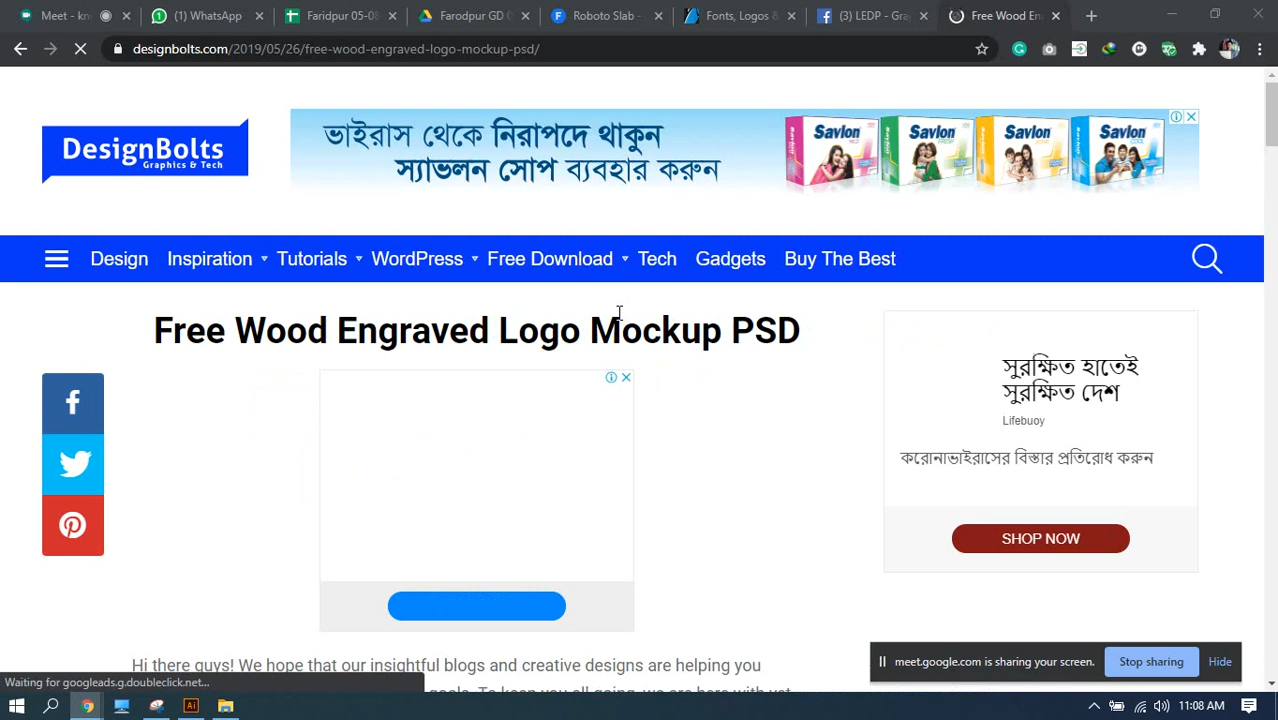 Meet - kn
(1) WhatsApp
Faridpur 05-08
Farodpur GD
Roboto Slab -
Fonts, Logos &
(3) LEDP - Gra
Free Wood En
designbolts.com/2019/05/26/free-wood-engraved-logo-mockup-psd/
DesignBolts
Graphics & Tech
ভাইরাস থেকে নিরাপদে থাকুন
স্যাভলন সোপ ব্যবহার করুন
Savlon Savlon Savlon Savlon
Design Inspiration Tutorials WordPress Free Download Tech Gadgets Buy The Best
Free Wood Engraved Logo Mockup PSD
সুরক্ষিত হাতেই
সুরক্ষিত দেশ
Lifebuoy
করোনাভাইরাসের বিস্তার প্রতিরোধ করুন
SHOP NOW
Hi there guys! We hope that our insightful blogs and creative designs are helping you
meet.google.com is sharing your screen.
Stop sharing
Hide
Waiting for googleads.g.doubleclick.net...
Ai
11:08 AM